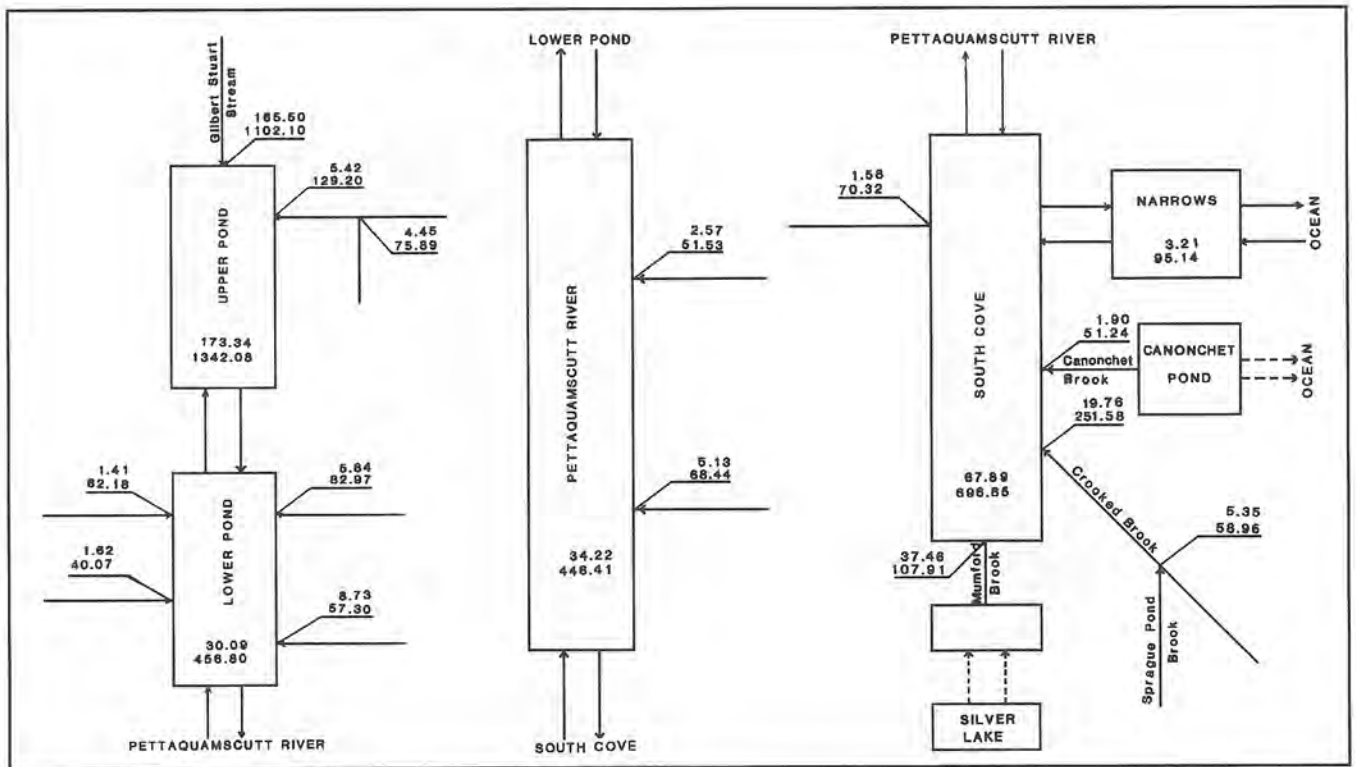 Gilbert Stuart
Stream
165.50
1102.10
5.42
129.20
4.45
75.89
UPPER POND
173.34
1342.08
1.41
62.18
5.84
82.97
1.62
40.07
LOWER POND
8.73
57.30
30.09
456.80
PETTAQUAMSCUTT RIVER
LOWER POND
2.57
51.53
PETTAQUAMSCUTT RIVER
5.13
68.44
34.22
446.41
SOUTH COVE
PETTAQUAMSCUTT RIVER
1.58
70.32
NARROWS
3.21
95.14
OCEAN
SOUTH COVE
1.90
51.24
Canonchet
Brook
CANONCHET
POND
OCEAN
19.76
251.58
Crooked Brook
67.89
696.85
5.35
58.96
37.46
107.91
Mumford
Brook
Sprague Pond
Brook
SILVER
LAKE